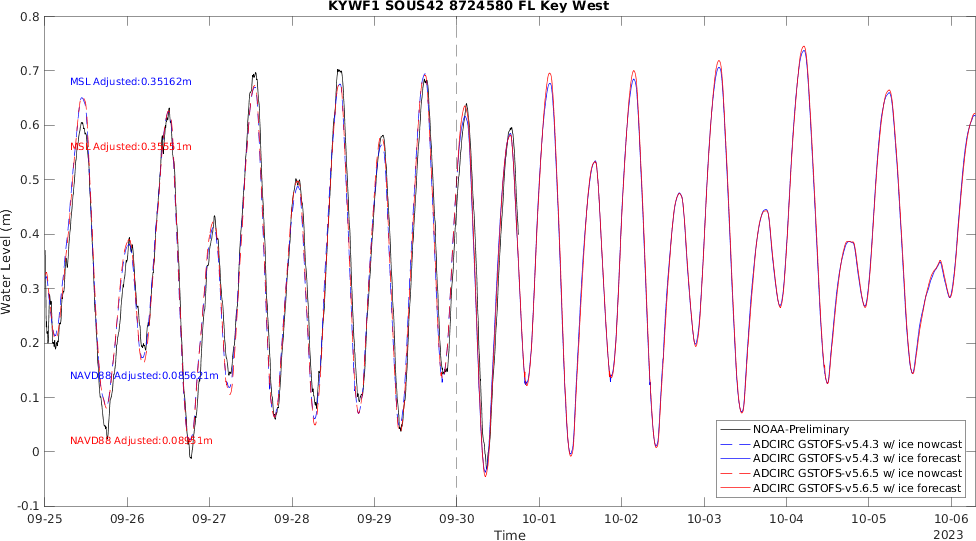 KYWF1 SOUS42 8724580 FL Key West
0.8
0.7
0.6
0.5
0.4
0.3
0.2
0.1
0
-0.1
Water Level (m)
MSL Adjusted:0.35162m
MSL Adjusted:0.35551m
NAVD88 Adjusted:0.085621m
NAVD88 Adjusted:0.08951m
NOAA-Preliminary
ADCIRC GSTOFS-v5.4.3 w/ ice nowcast
ADCIRC GSTOFS-v5.4.3 w/ ice forecast
ADCIRC GSTOFS-v5.6.5 w/ ice nowcast
ADCIRC GSTOFS-v5.6.5 w/ ice forecast
09-25 09-26 09-27 09-28 09-29 09-30 10-01 10-02 10-03 10-04 10-05 10-06
Time 2023